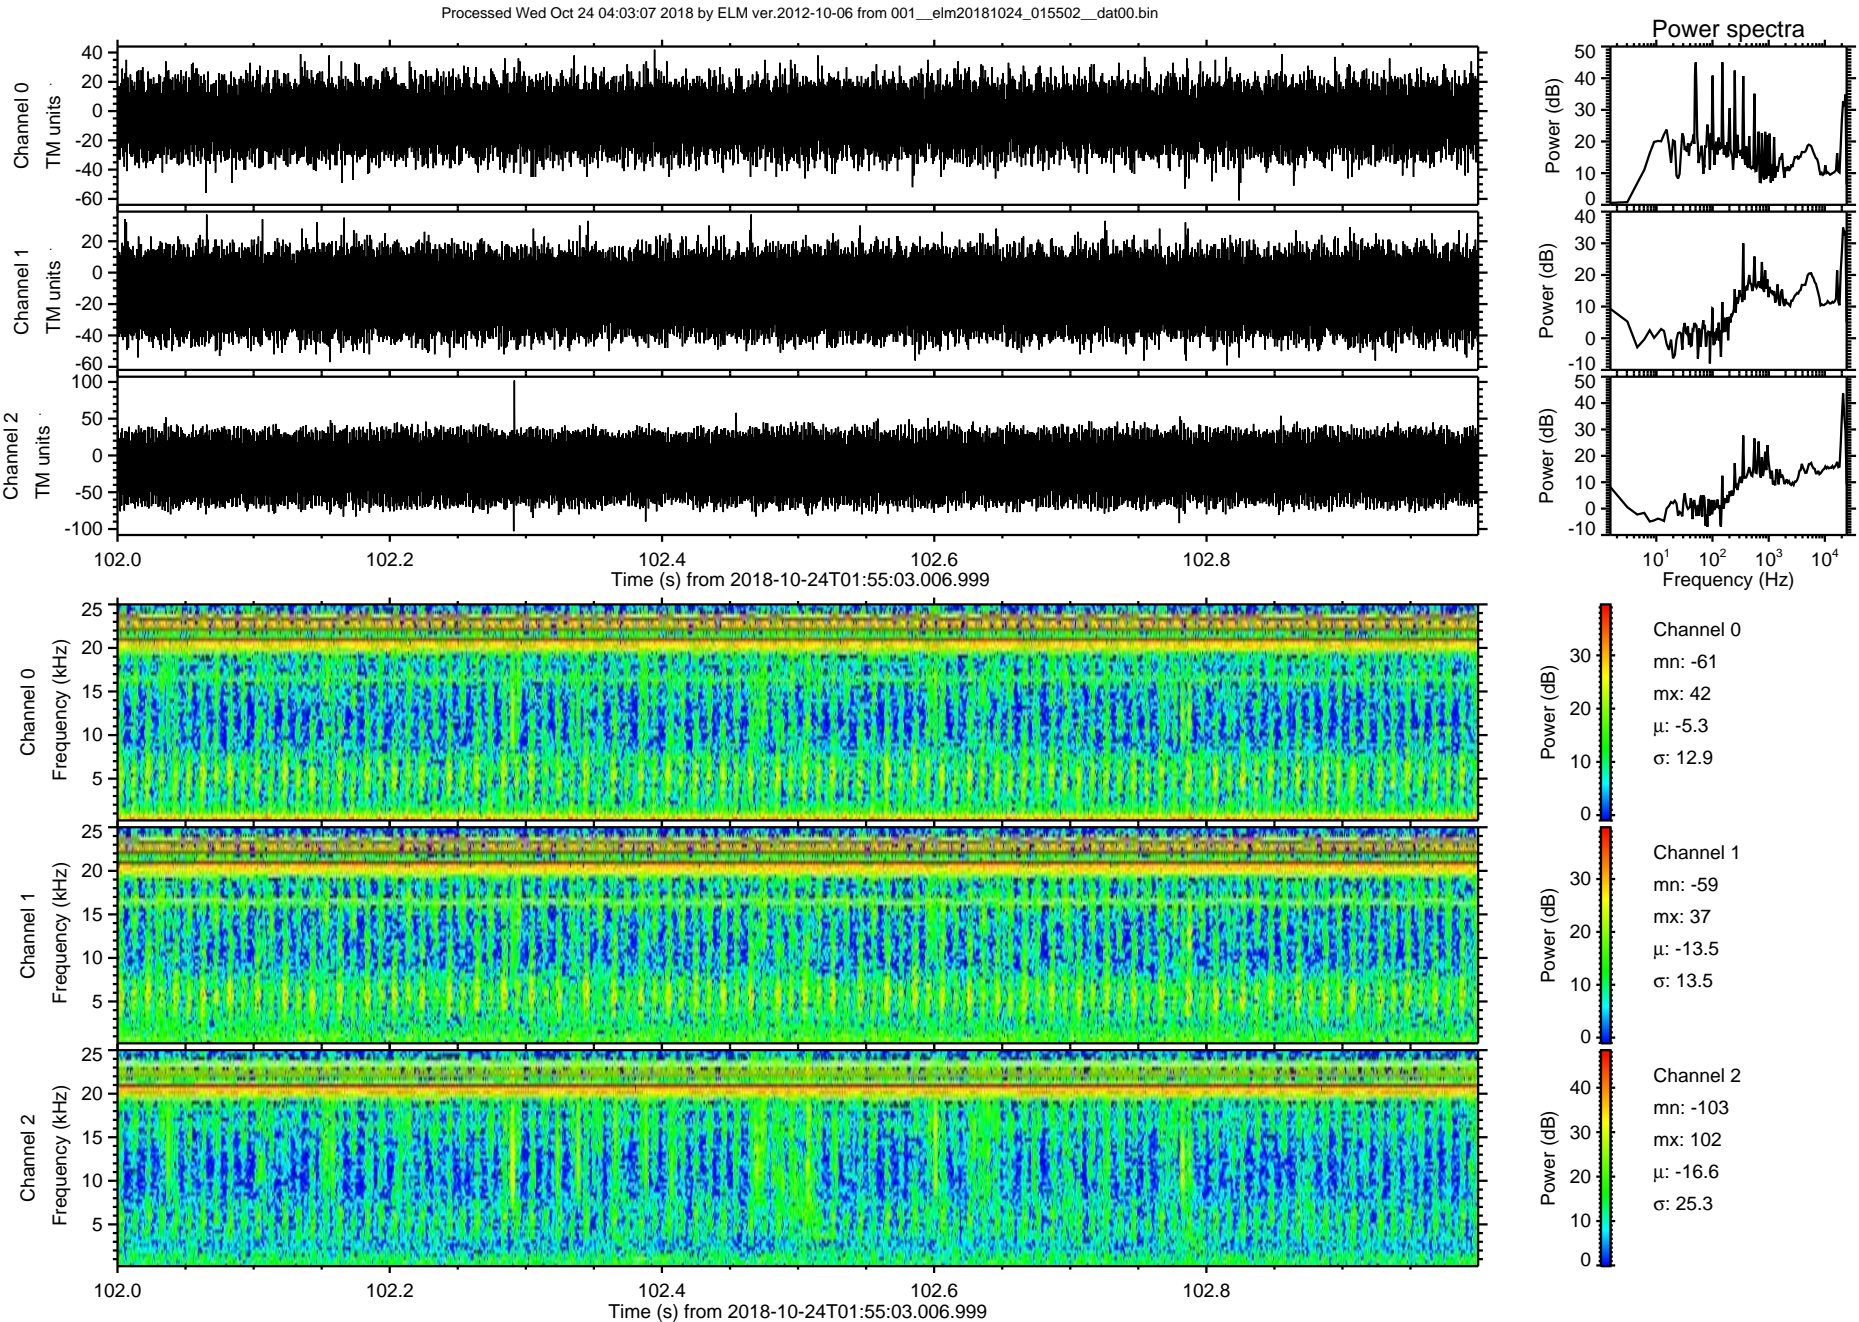 Processed Wed Oct 24 04:03:07 2018 by ELM ver.2012-10-06 from 001__elm20181024_015502__dat00.bin
Power spectra
Channel 0
TM units
40
20
0
-20
-40
-60
Power (dB)
50
40
30
20
10
0
Channel 1
TM units
20
0
-20
-40
-60
Power (dB)
40
30
20
10
0
-10
Channel 2
TM units
100
50
0
-50
-100
Power (dB)
50
40
30
20
10
0
-10
102.0 102.2 102.4 102.6 102.8
Time (s) from 2018-10-24T01:55:03.006.999
10¹ 10² 10³ 10⁴
Frequency (Hz)
Channel 0
Frequency (kHz)
25
20
15
10
5
Power (dB)
30
20
10
0
Channel 0
mn: -61
mx: 42
μ: -5.3
σ: 12.9
Channel 1
Frequency (kHz)
25
20
15
10
5
Power (dB)
30
20
10
0
Channel 1
mn: -59
mx: 37
μ: -13.5
σ: 13.5
Channel 2
Frequency (kHz)
25
20
15
10
5
Power (dB)
40
30
20
10
0
Channel 2
mn: -103
mx: 102
μ: -16.6
σ: 25.3
102.0 102.2 102.4 102.6 102.8
Time (s) from 2018-10-24T01:55:03.006.999